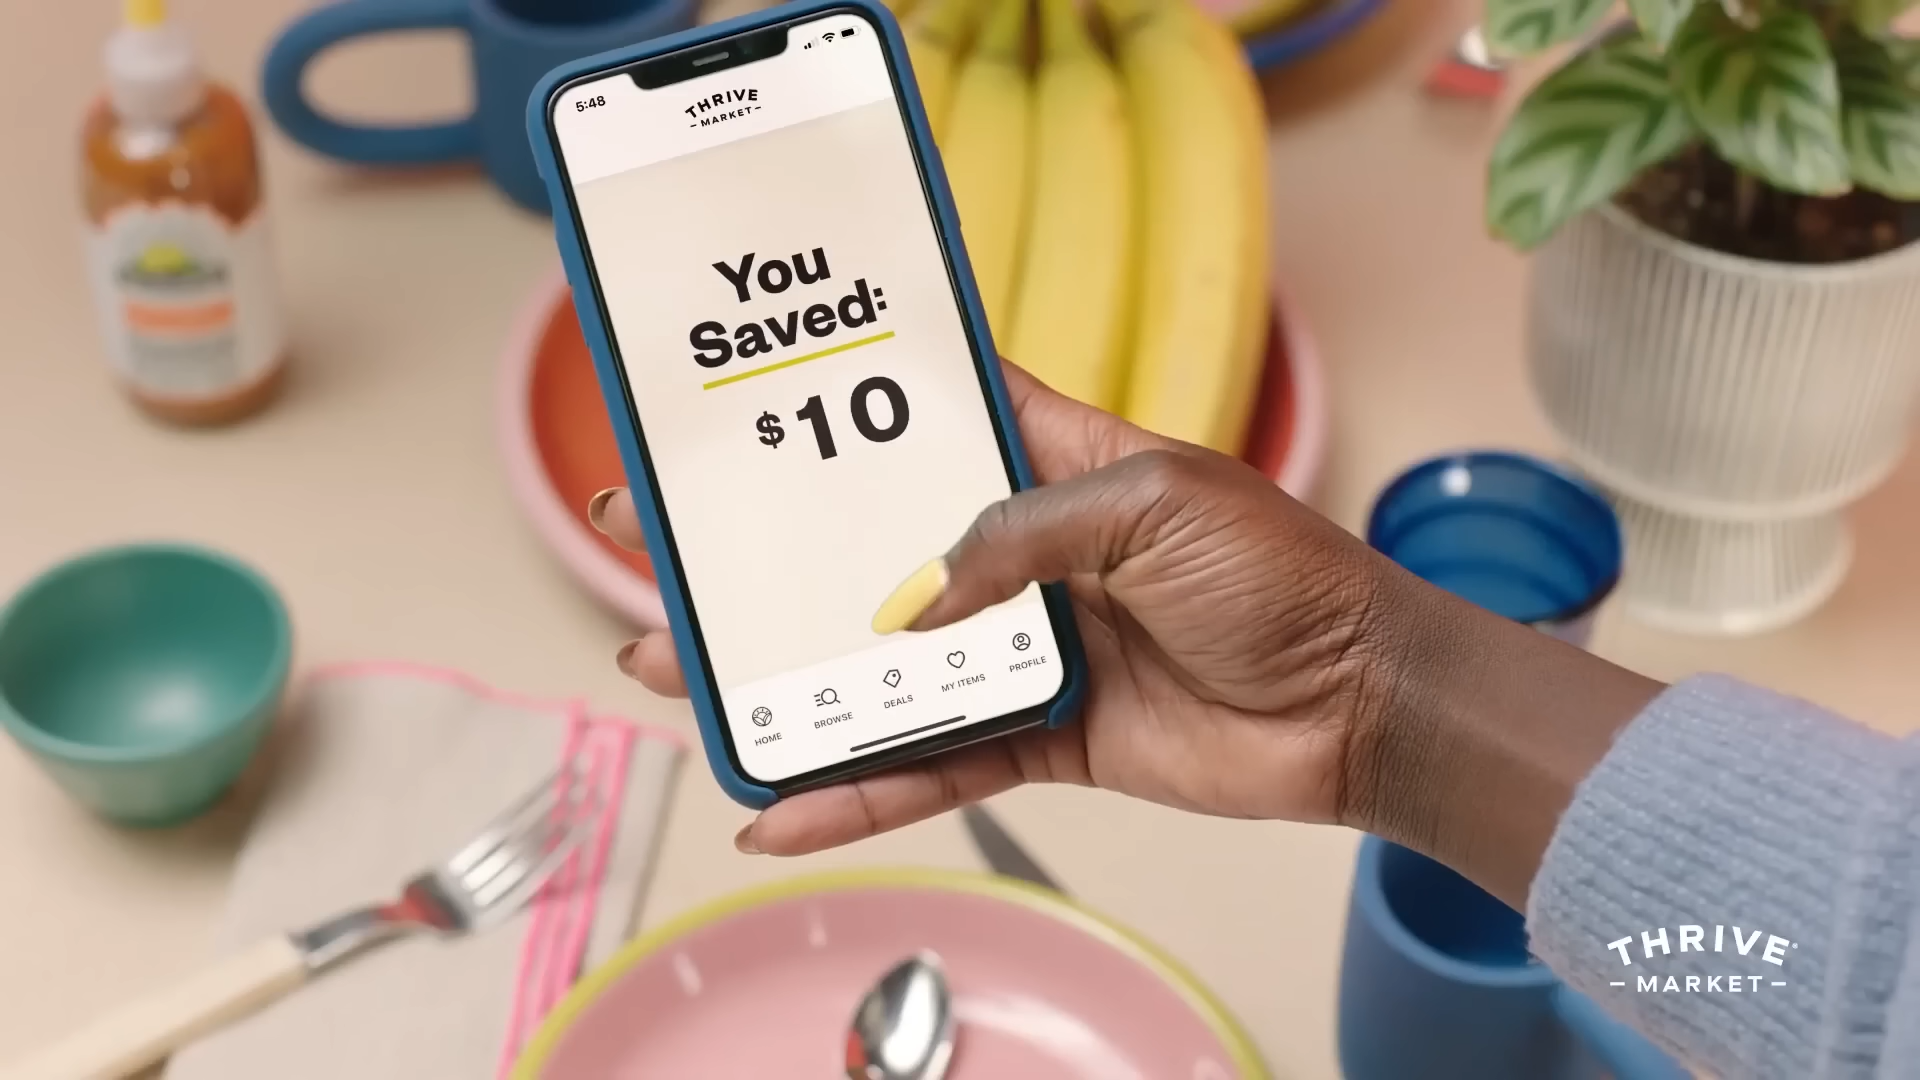 5:48
THRIVE
MARKET
You
Saved:
$10
HOME
BROWSE
DEALS
MY ITEMS
PROFILE
THRIVE
MARKET